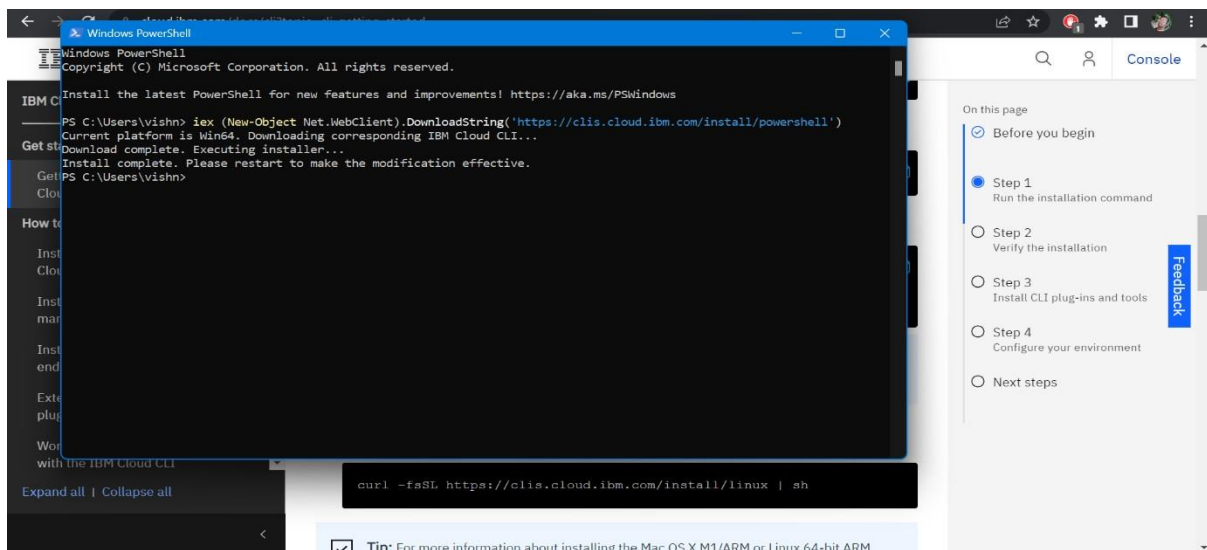 Windows PowerShell
Windows PowerShell
Copyright (C) Microsoft Corporation. All rights reserved.
Install the latest PowerShell for new features and improvements! https://aka.ms/PSWindows
PS C:\Users\vishn> iex (New-Object Net.WebClient).DownloadString('https://clis.cloud.ibm.com/install/powershell')
Current platform is Win64. Downloading corresponding IBM Cloud CLI...
Download complete. Executing installer...
Install complete. Please restart to make the modification effective.
PS C:\Users\vishn>
IBM
Get
How
with the IBM Cloud CLI
Expand all | Collapse all
curl -fsSL https://clis.cloud.ibm.com/install/linux | sh
Tip: For more information about installing the Mac OS X M1/ARM or Linux 64-bit ARM
Console
On this page
Before you begin
Step 1
Run the installation command
Step 2
Verify the installation
Step 3
Install CLI plug-ins and tools
Step 4
Configure your environment
Next steps
Feedback